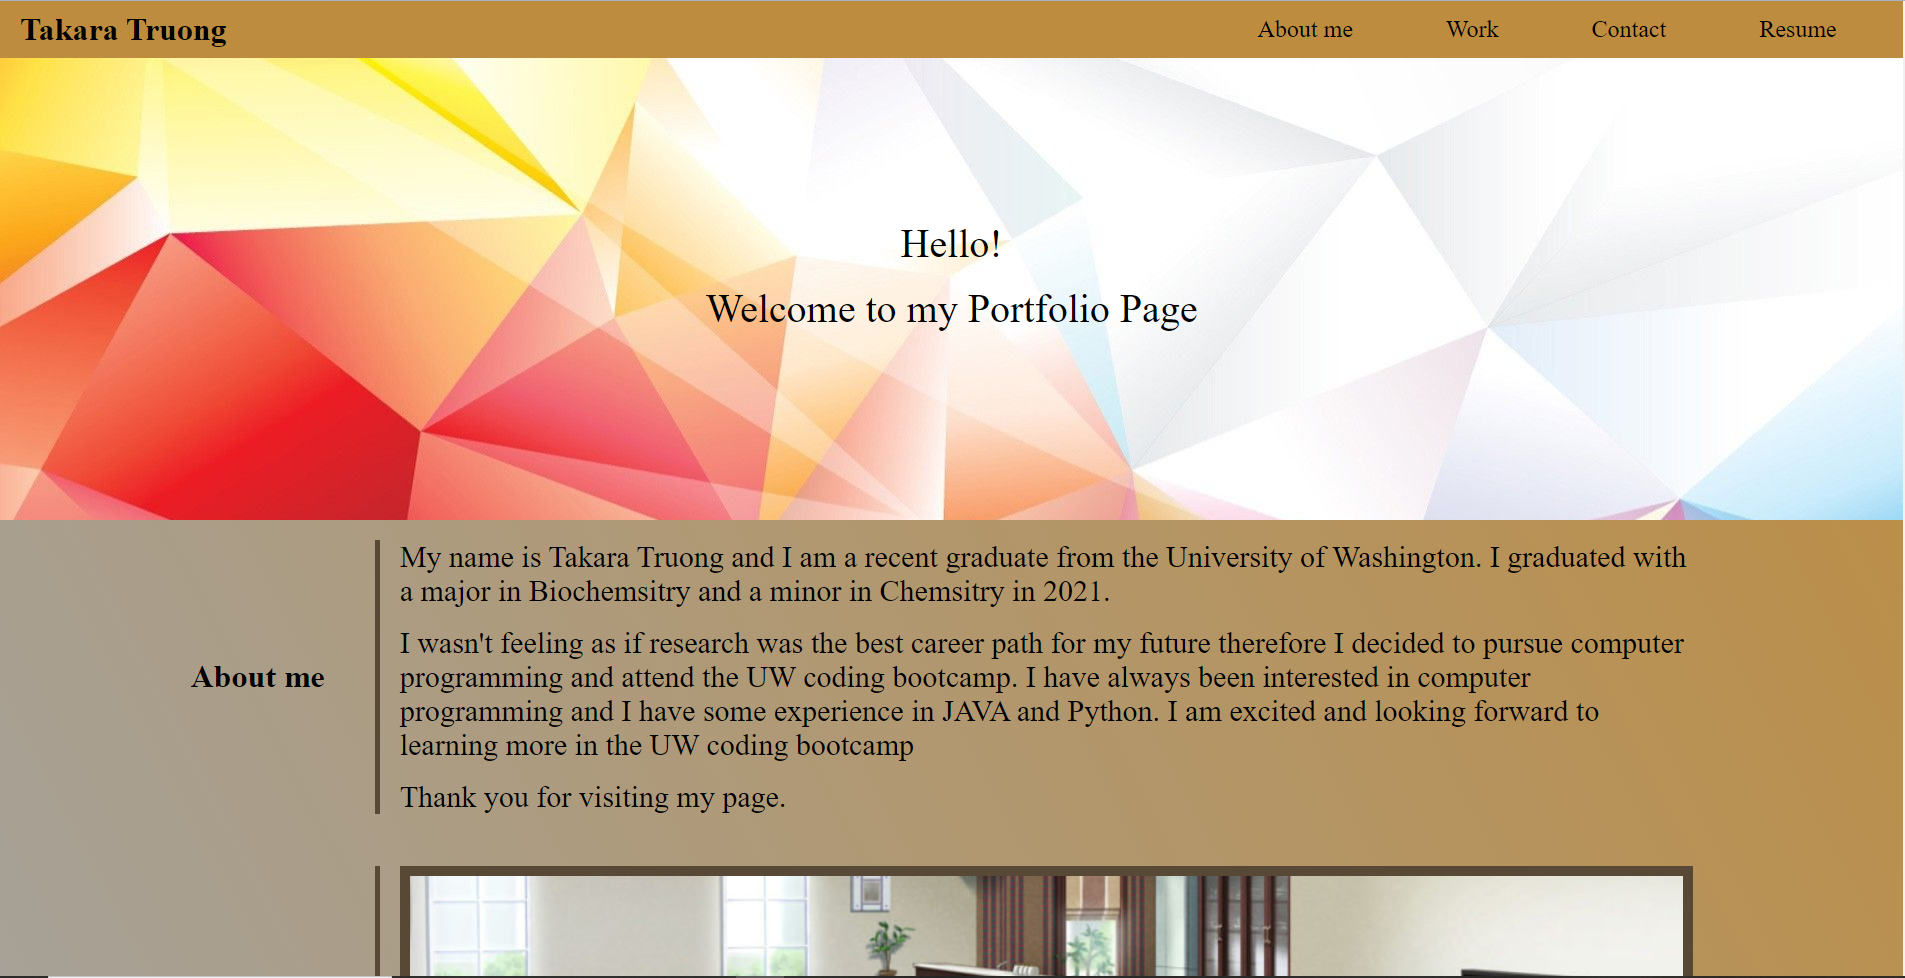 Takara Truong
About me Work Contact Resume
Hello!
Welcome to my Portfolio Page
About me
My name is Takara Truong and I am a recent graduate from the University of Washington. I graduated with
a major in Biochemsitry and a minor in Chemsitry in 2021.
I wasn't feeling as if research was the best career path for my future therefore I decided to pursue computer
programming and attend the UW coding bootcamp. I have always been interested in computer
programming and I have some experience in JAVA and Python. I am excited and looking forward to
learning more in the UW coding bootcamp
Thank you for visiting my page.